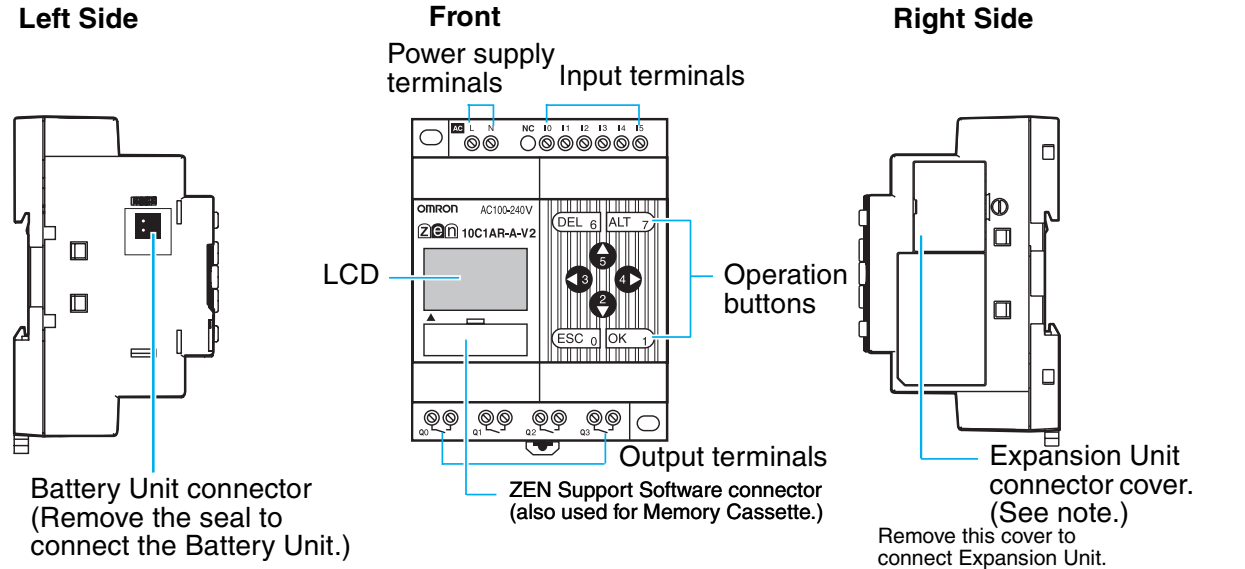 Left Side
Front
Right Side
Power supply
terminals
Input terminals
AC L N NC I0 I1 I2 I3 I4 I5
OMRON AC100-240V
zen 10C1AR-A-V2
DEL 6 ALT 7
5
3 4
2
ESC 0 OK 1
LCD
Operation
buttons
Q0 Q1 Q2 Q3
Output terminals
ZEN Support Software connector
(also used for Memory Cassette.)
Battery Unit connector
(Remove the seal to
connect the Battery Unit.)
Expansion Unit
connector cover.
(See note.)
Remove this cover to
connect Expansion Unit.